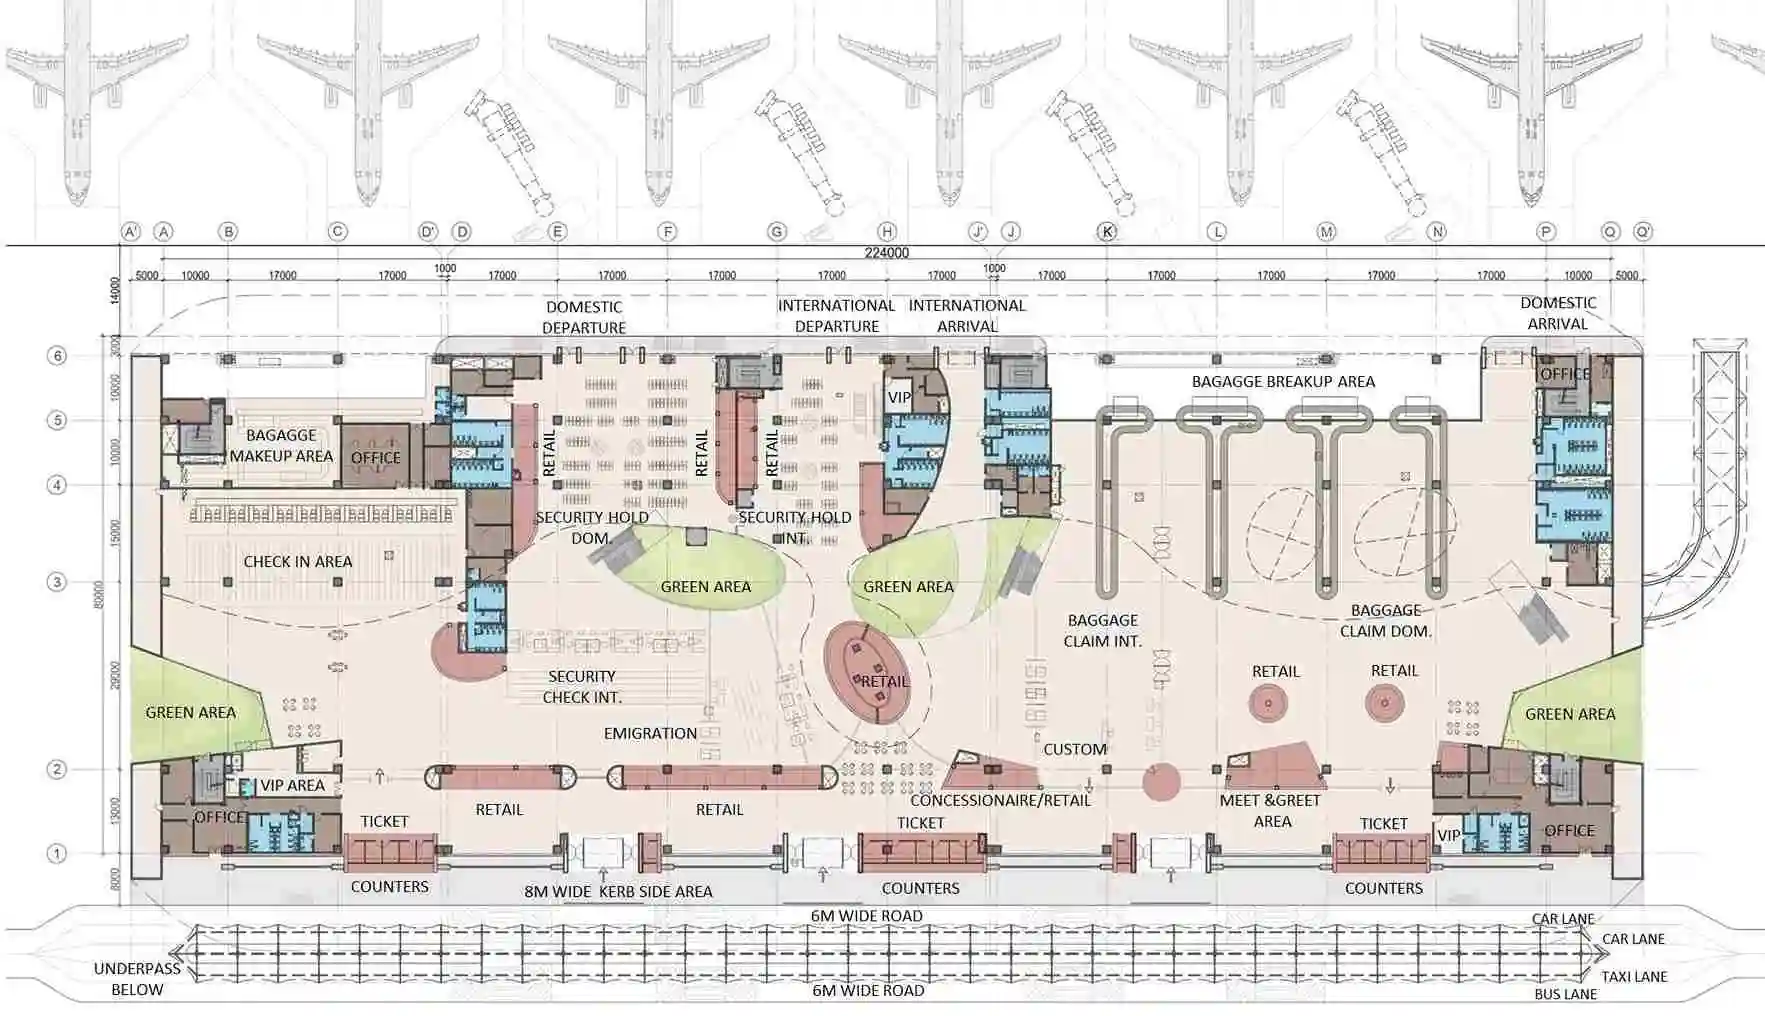 A' A B C D' D E F G H J' J K L M N P Q Q'
224000
5000 10000 17000 17000 1000 17000 17000 17000 17000 17000 1000 17000 17000 17000 17000 17000 10000 5000
14000
DOMESTIC
DEPARTURE
INTERNATIONAL
DEPARTURE
INTERNATIONAL
ARRIVAL
DOMESTIC
ARRIVAL
6
3000
10000
5
10000
4
15000
3
80000
29000
2
13000
1
8000
BAGAGGE BREAKUP AREA
OFFICE
VIP
BAGAGGE
MAKEUP AREA
OFFICE
RETAIL
RETAIL
RETAIL
SECURITY HOLD
DOM.
SECURITY HOLD
INT.
CHECK IN AREA
GREEN AREA
GREEN AREA
BAGGAGE
CLAIM INT.
BAGGAGE
CLAIM DOM.
SECURITY
CHECK INT.
RETAIL
RETAIL
RETAIL
GREEN AREA
GREEN AREA
EMIGRATION
CUSTOM
VIP AREA
RETAIL
RETAIL
CONCESSIONAIRE/RETAIL
MEET &GREET
AREA
OFFICE
TICKET
TICKET
TICKET
VIP
OFFICE
COUNTERS
8M WIDE KERB SIDE AREA
COUNTERS
COUNTERS
6M WIDE ROAD
CAR LANE
CAR LANE
UNDERPASS
BELOW
TAXI LANE
6M WIDE ROAD
BUS LANE